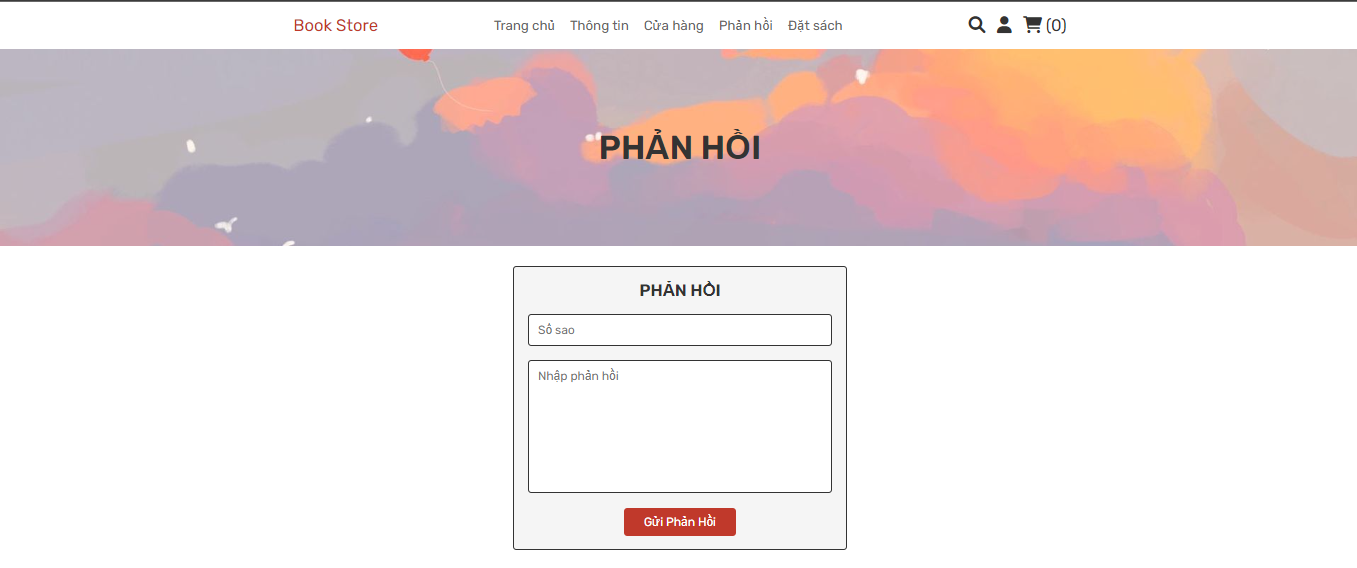 Book Store
Trang chủ Thông tin Cửa hàng Phản hồi Đặt sách
(0)
PHẢN HỒI
PHẢN HỒI
Số sao
Nhập phản hồi
Gửi Phản Hồi